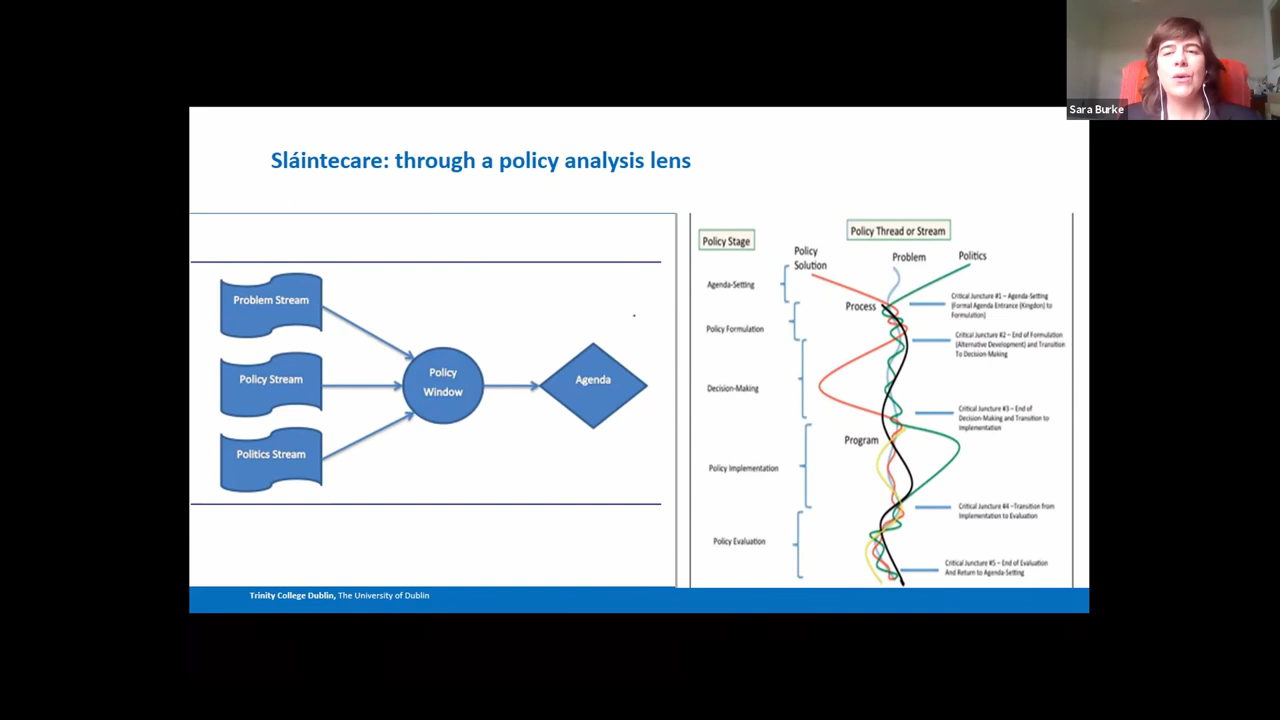 Sara Burke
Sláintecare: through a policy analysis lens
Problem Stream
Policy Stream
Politics Stream
Policy
Window
Agenda
Policy Stage
Policy Thread or Stream
Policy
Solution
Problem
Politics
Agenda-Setting
Process
Critical Juncture #1 – Agenda-Setting
(Formal Agenda Entrance (Kingdon) to
Formulation)
Policy Formulation
Critical Juncture #2 – End of Formulation
(Alternative Development) and Transition
To Decision-Making
Decision-Making
Critical Juncture #3 – End of
Decision-Making and Transition to
Implementation
Program
Policy Implementation
Critical Juncture #4 –Transition from
Implementation to Evaluation
Policy Evaluation
Critical Juncture #5 – End of Evaluation
And Return to Agenda-Setting
Trinity College Dublin, The University of Dublin